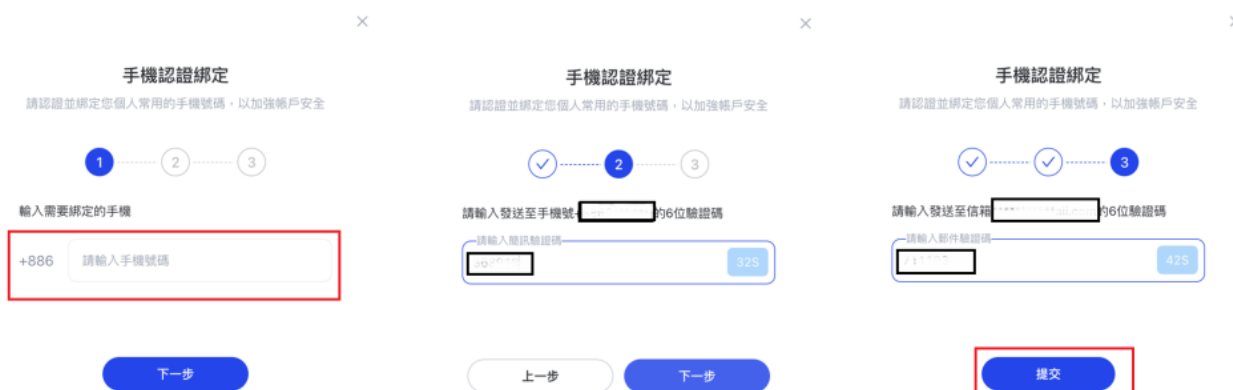 手機認證綁定
請認證並綁定您個人常用的手機號碼，以加強帳戶安全
1
2
3
輸入需要綁定的手機
+886
請輸入手機號碼
下一步
手機認證綁定
請認證並綁定您個人常用的手機號碼，以加強帳戶安全
2
3
請輸入發送至手機號 的6位驗證碼
請輸入簡訊驗證碼
32S
上一步
下一步
手機認證綁定
請認證並綁定您個人常用的手機號碼，以加強帳戶安全
3
請輸入發送至信箱 的6位驗證碼
請輸入郵件驗證碼
42S
提交